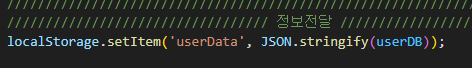 ////////////////////////////////////////////////////////////////////
////////////////////////////////// 정보전달 //////////////////
localStorage.setItem('userData', JSON.stringify(userDB));